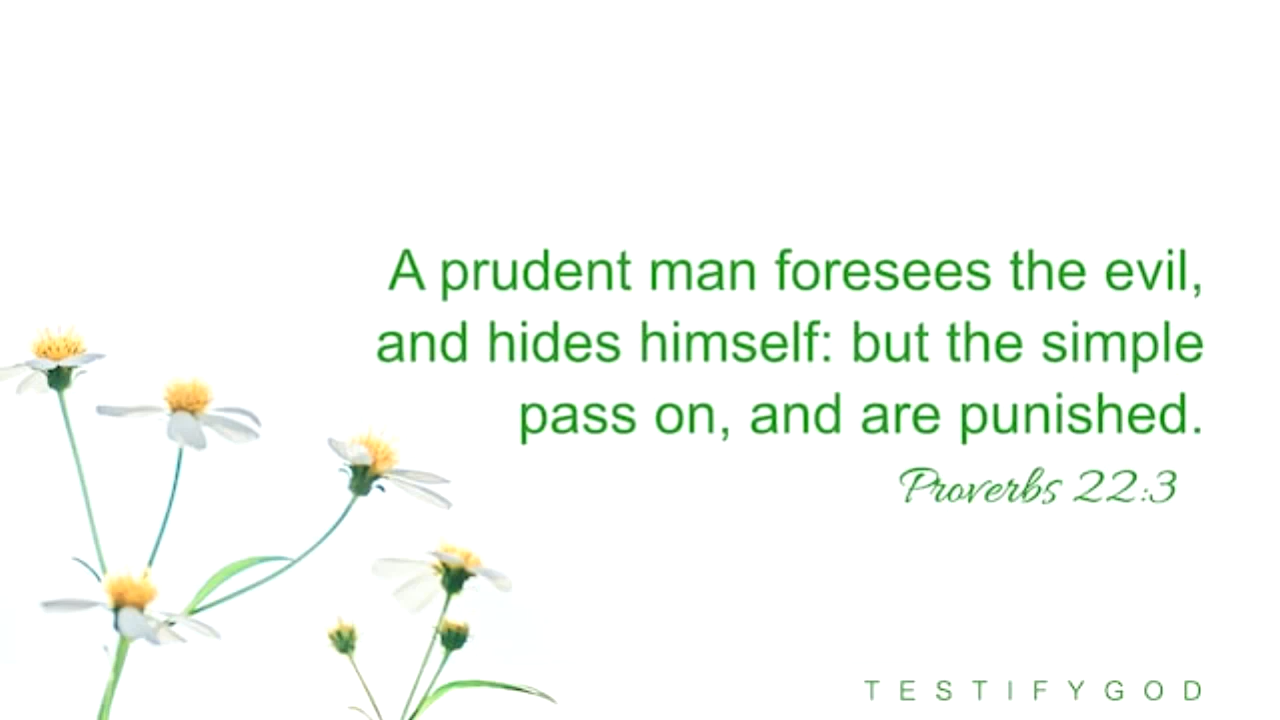 A prudent man foresees the evil,
and hides himself: but the simple
pass on, and are punished.
Proverbs 22:3
TESTIFYGOD